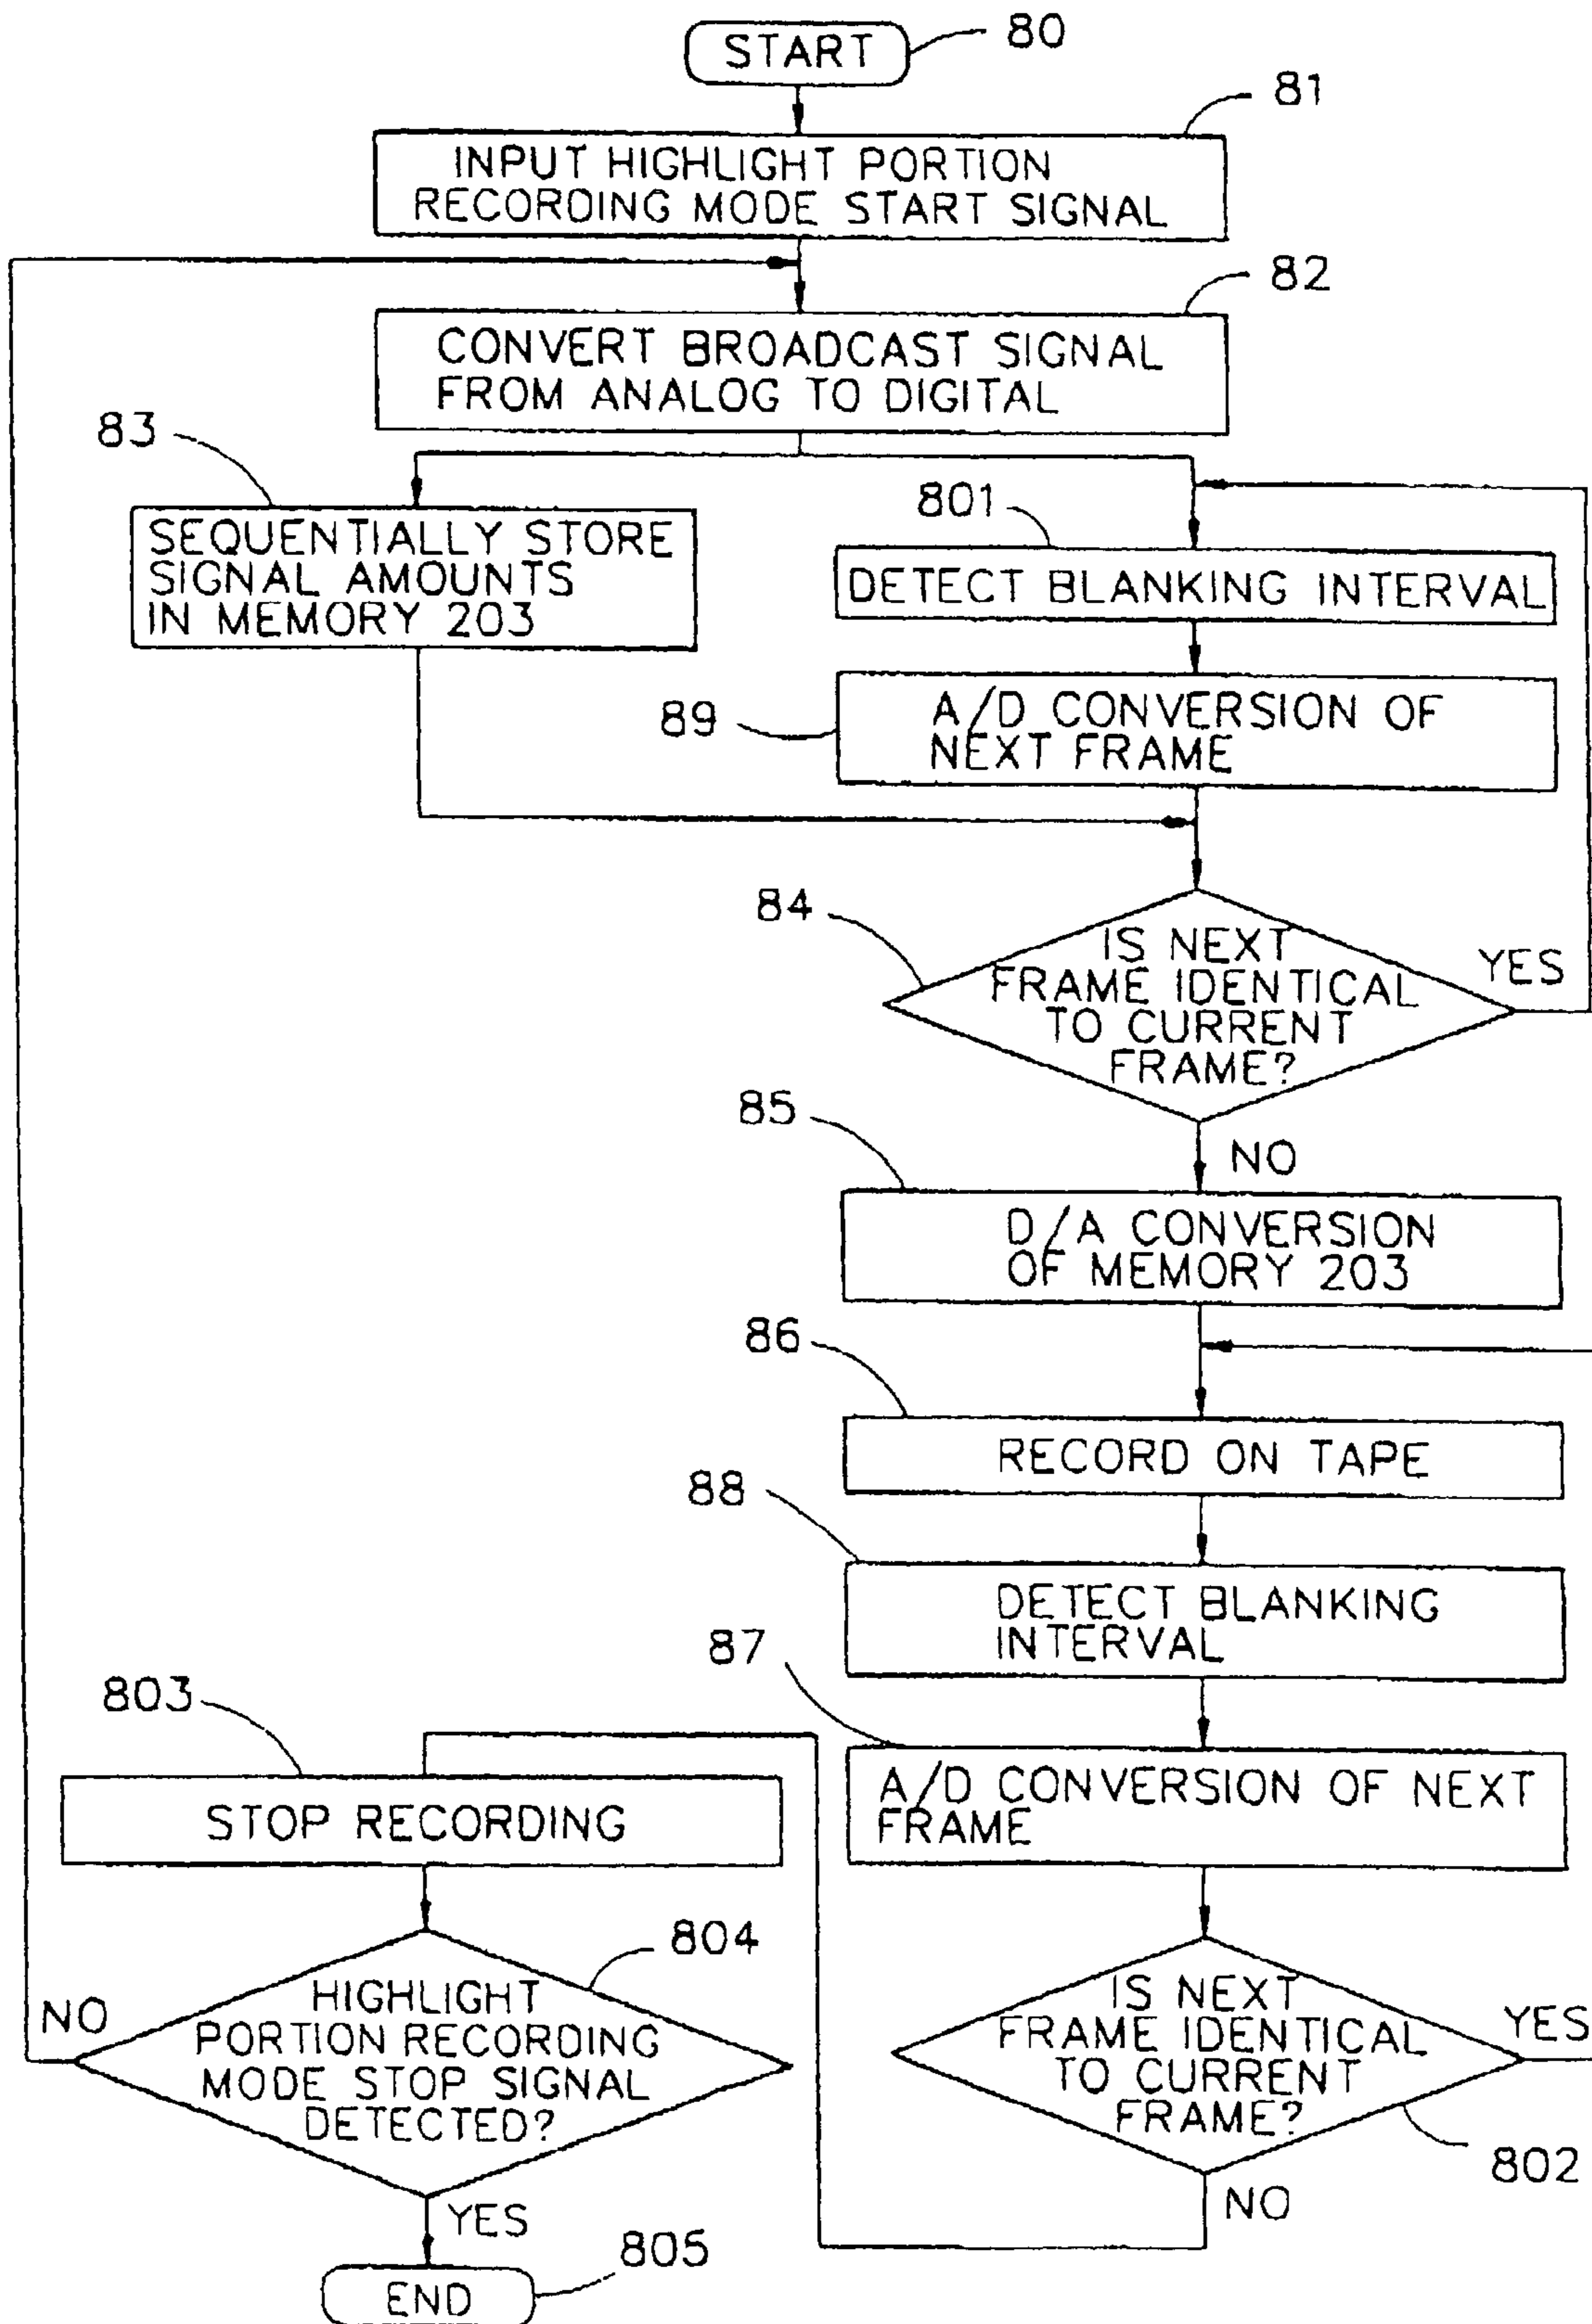 START
80
81
INPUT HIGHLIGHT PORTION
RECORDING MODE START SIGNAL
82
CONVERT BROADCAST SIGNAL
FROM ANALOG TO DIGITAL
83
SEQUENTIALLY STORE
SIGNAL AMOUNTS
IN MEMORY 203
801
DETECT BLANKING INTERVAL
89
A/D CONVERSION OF
NEXT FRAME
84
IS NEXT
FRAME IDENTICAL
TO CURRENT
FRAME?
YES
NO
85
D/A CONVERSION
OF MEMORY 203
86
RECORD ON TAPE
88
DETECT BLANKING
INTERVAL
87
A/D CONVERSION OF NEXT
FRAME
IS NEXT
FRAME IDENTICAL
TO CURRENT
FRAME?
YES
802
NO
803
STOP RECORDING
804
HIGHLIGHT
PORTION RECORDING
MODE STOP SIGNAL
DETECTED?
NO
YES
805
END